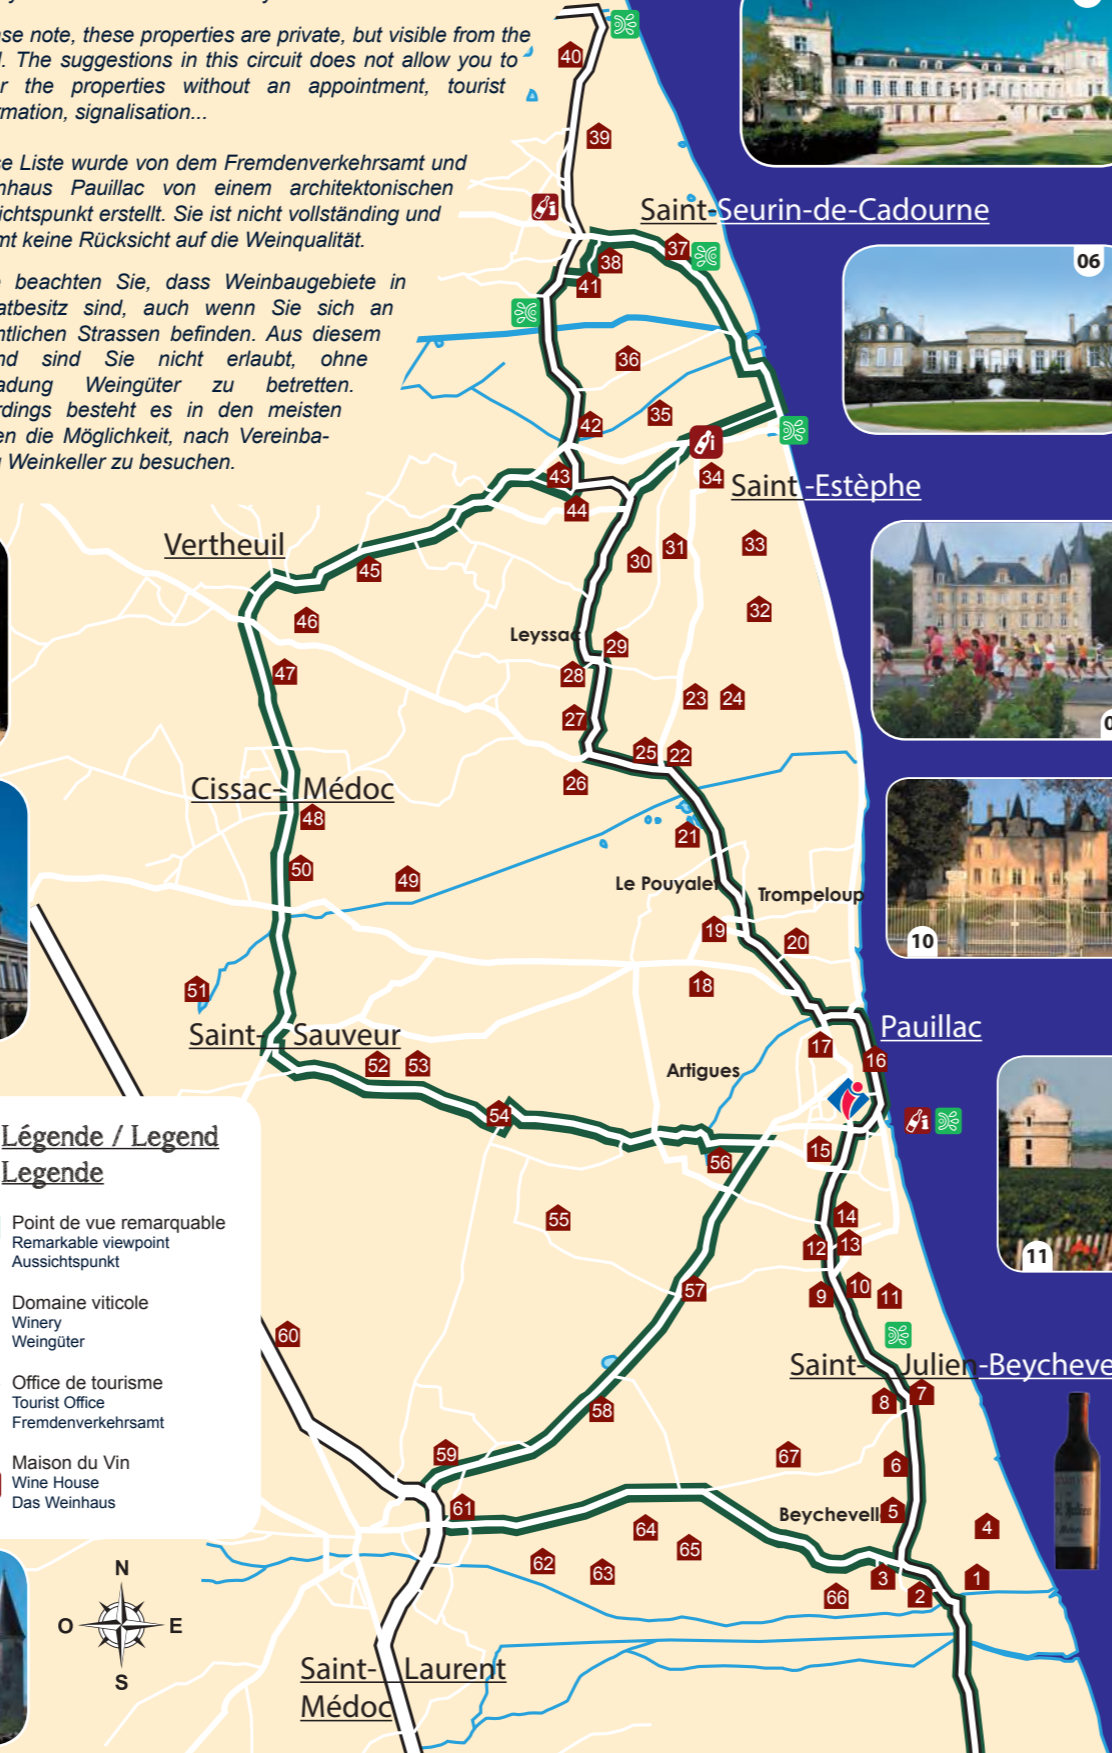 ase note, these properties are private, but visible from the
The suggestions in this circuit does not allow you to
the properties without an appointment, tourist
rmation, signalisation...
se Liste wurde von dem Fremdenverkehrsamt und
nhaus Pauillac von einem architektonischen
ichtspunkt erstellt. Sie ist nicht vollständig und
mt keine Rücksicht auf die Weinqualität.
beachten Sie, dass Weinbaugebiete in
atbesitz sind, auch wenn Sie sich an
ntlichen Strassen befinden. Aus diesem
nd sind Sie nicht erlaubt, ohne
adung Weingüter zu betreten.
rdings besteht es in den meisten
en die Möglichkeit, nach Vereinba-
Weinkeller zu besuchen.
40
39
Saint-Seurin-de-Cadourne
37
38
41
06
36
35
42
34
43
44
Saint-Estèphe
Vertheuil
45
30
31
33
32
46
Leyssac
29
28
47
23
24
27
25
22
26
Cissac-Médoc
48
21
50
49
Le Pouyalet
Trompeloup
19
20
10
51
18
Saint-Sauveur
Pauillac
17
16
52
53
Artigues
54
15
56
Légende / Legend
Legende
Point de vue remarquable
Remarkable viewpoint
Aussichtspunkt
Domaine viticole
Winery
Weingüter
Office de tourisme
Tourist Office
Fremdenverkehrsamt
Maison du Vin
Wine House
Das Weinhaus
55
14
12
13
11
57
9
10
11
60
Saint-Julien-Beycheve
7
8
58
59
67
6
61
Beychevell
5
4
64
65
62
63
3
1
66
2
N
O
E
S
Saint-Laurent
Médoc